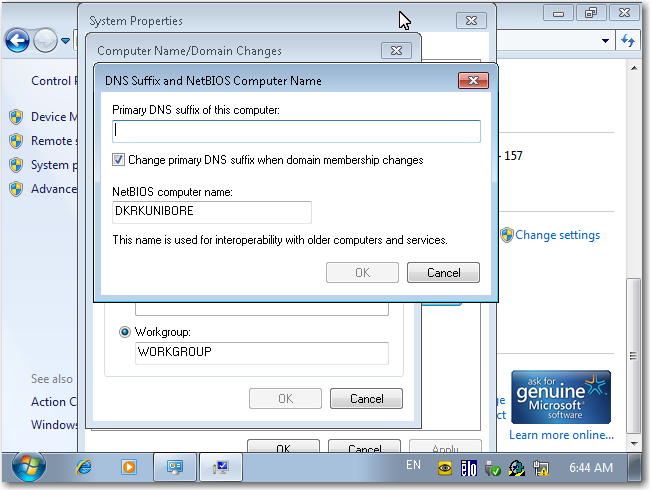 System Properties
Computer Name/Domain Changes
DNS Suffix and NetBIOS Computer Name
Control P
Primary DNS suffix of this computer:
Device M
Remote s
System p
Advance
Change primary DNS suffix when domain membership changes
- 157
NetBIOS computer name:
DKRKUNIBORE
This name is used for interoperability with older computers and services.
Change settings
OK
Cancel
Workgroup:
WORKGROUP
See also
Action C
Windows
OK
Cancel
ask for
genuine
Microsoft
software
ge
ct
Learn more online...
OK
Cancel
Apply
EN
6:44 AM